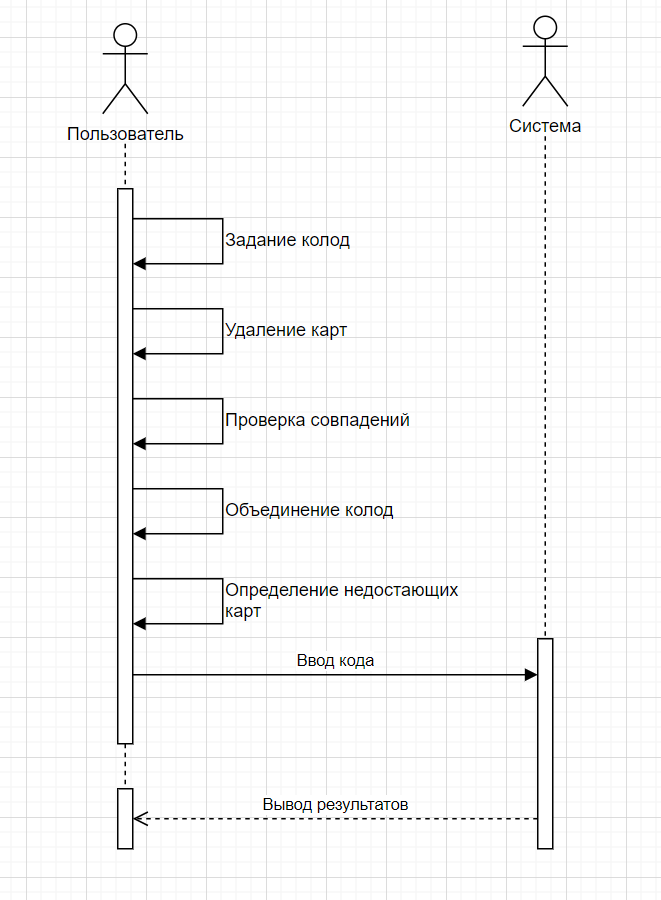 Пользователь
Система
Задание колод
Удаление карт
Проверка совпадений
Объединение колод
Определение недостающих
карт
Ввод кода
Вывод результатов